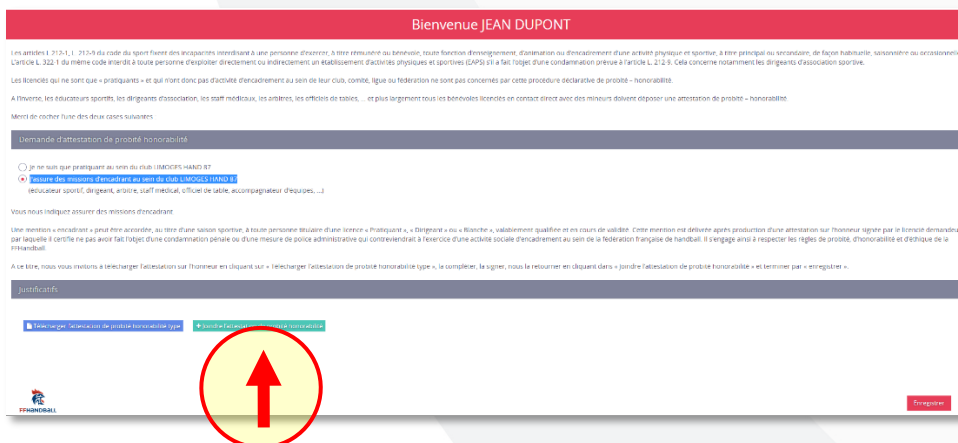 Bienvenue JEAN DUPONT
Les articles L 212-1, L. 212-9 du code du sport fixent des incapacités interdisant à une personne d'exercer, à titre rémunéré ou bénévole, toute fonction d'enseignement, d'animation ou d'encadrement d'une activité physique et sportive, à titre principal ou secondaire, de façon habituelle, saisonnière ou occasionnelle
L'article L. 322-1 du même code interdit à toute personne d'exploiter directement ou indirectement un établissement d'activités physiques et sportives (EAPS) s'il a fait l'objet d'une condamnation prévue à l'article L. 212-9. Cela concerne notamment les dirigeants d'association sportive.
Les licenciés qui ne sont que « pratiquants » et qui n'ont donc pas d'activité d'encadrement au sein de leur club, comité, ligue ou fédération ne sont pas concernés par cette procédure déclarative de probité – honorabilité.
A l'inverse, les éducateurs sportifs, les dirigeants d'association, les staff médicaux, les arbitres, les officiels de tables, ... et plus largement tous les bénévoles licenciés en contact direct avec des mineurs doivent déposer une attestation de probité – honorabilité
Merci de cocher l'une des deux cases suivantes
Demande d'attestation de probité honorabilité
Je ne suis que pratiquant au sein du club LIMOGES HAND 87
J'assure des missions d'encadrant au sein du club LIMOGES HAND 87
(éducateur sportif, dirigeant, arbitre, staff médical, officiel de table, accompagnateur d'équipes, ...)
Vous nous indiquez assurer des missions d'encadrant
Une mention « encadrant » peut être accordée, au titre d'une saison sportive, à toute personne titulaire d'une licence « Pratiquant », « Dirigeant » ou « Blanche », valablement qualifiée et en cours de validité. Cette mention est délivrée après production d'une attestation sur l'honneur signée par le licencié demandeur
par laquelle il certifie ne pas avoir fait l'objet d'une condamnation pénale ou d'une mesure de police administrative qui contreviendrait à l'exercice d'une activité sociale d'encadrement au sein de la fédération française de handball. Il s'engage ainsi à respecter les règles de probité, d'honorabilité et d'éthique de la
FFHandball
A ce titre, nous vous invitons à télécharger l'attestation sur l'honneur en cliquant sur « Télécharger l'attestation de probité honorabilité type », la compléter, la signer, nous la retourner en cliquant dans « Joindre l'attestation de probité honorabilité » et terminer par « enregistrer ».
Justificatifs
Télécharger l'attestation de probité honorabilité type
Joindre l'attestation de probité honorabilité
FFHANDBALL
Enregistrer